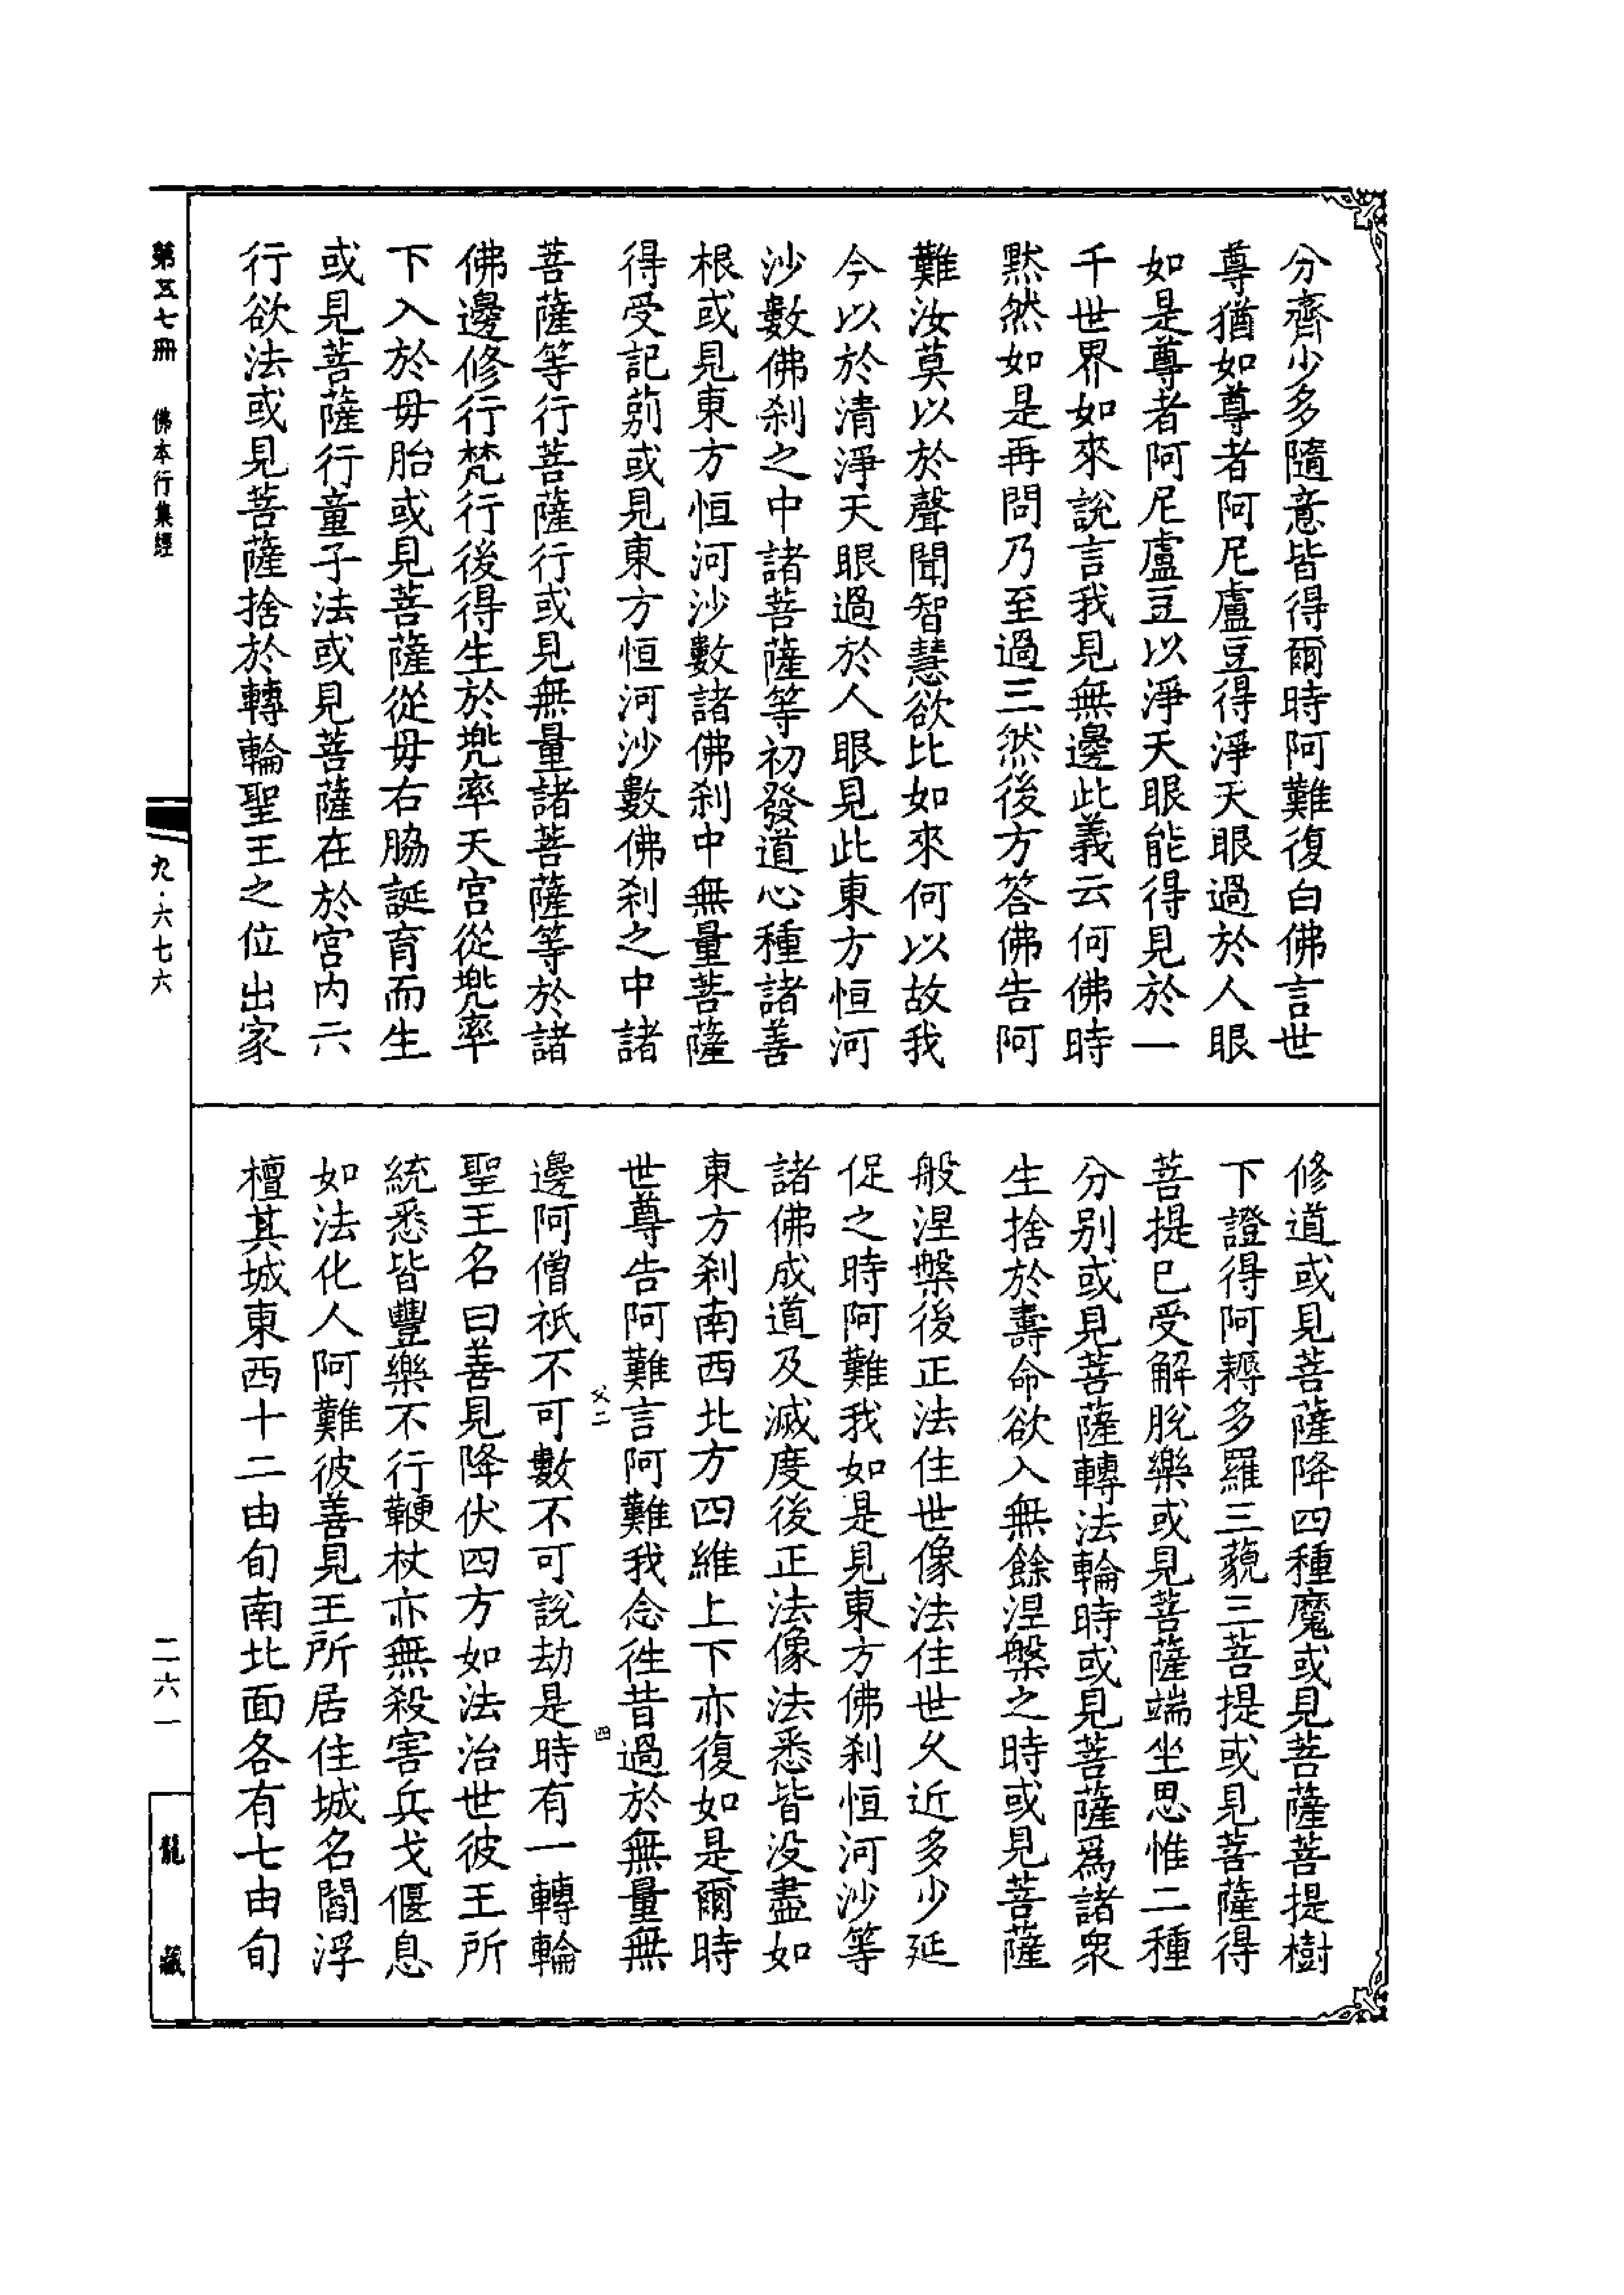 分齊少多隨意皆得爾時阿難復白佛言世
尊猶如尊者阿尼盧豆得淨天眼過於人眼
如是尊者阿尼盧豆以淨天眼能得見於一
千世界如來說言我見無邊此義云何佛時
默然如是再問乃至過三然後方答佛告阿
難汝莫以於聲聞智慧欲比如來何以故我
今以於清淨天眼過於人眼見此東方恒河
沙數佛刹之中諸菩薩等初發道心種諸善
根或見東方恒河沙數諸佛刹中無量菩薩
得受記莂或見東方恒河沙數佛刹之中諸
菩薩等行菩薩行或見無量諸菩薩等於諸
佛邊修行梵行後得生於兠率天宮從兠率
下入於毋胎或見菩薩從毋右脇誕育而生
或見菩薩行童子法或見菩薩在於宮内六
行欲法或見菩薩捨於轉輪聖王之位出家
修道或見菩薩降四種魔或見菩薩菩提樹
下證得阿耨多羅三藐三菩提或見菩薩得
菩提已受解脫樂或見菩薩端坐思惟二種
分別或見菩薩轉法輪時或見菩薩爲諸衆
生捨於壽命欲入無餘涅槃之時或見菩薩
般涅槃後正法住世像法住世乆近多少延
促之時阿難我如是見東方佛刹恒河沙等
諸佛成道及滅度後正法像法悉皆没盡如
東方刹南西北方四維上下亦復如是爾時
世尊告阿難言阿難我念徃昔過於無量無
父二 四
邊阿僧祇不可數不可說劫是時有一轉輪
聖王名曰善見降伏四方如法治世彼王所
統悉皆豐樂不行鞭杖亦無殺害兵戈偃息
如法化人阿難彼善見王所居住城名閻浮
檀其城東西十二由旬南北面各有七由旬
第五七冊 佛本行集經
九·六七六
二六一
龍藏